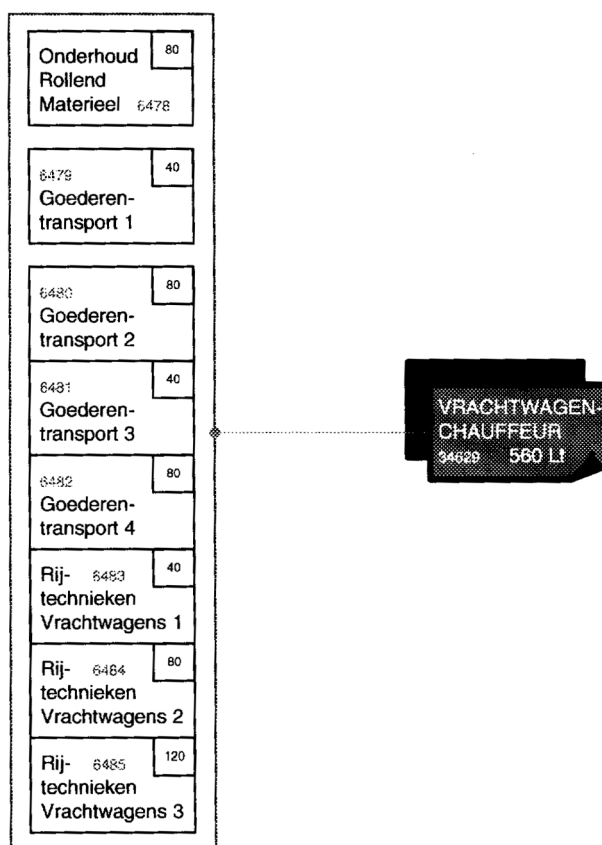 Onderhoud 80
Rollend
Materieel 6478
6479 40
Goederen-
transport 1
6480 80
Goederen-
transport 2
6481 40
Goederen-
transport 3
6482 80
Goederen-
transport 4
Rij- 6483 40
technieken
Vrachtwagens 1
Rij- 6484 80
technieken
Vrachtwagens 2
Rij- 6485 120
technieken
Vrachtwagens 3
VRACHTWAGEN-
CHAUFFEUR
34629 560 Lt